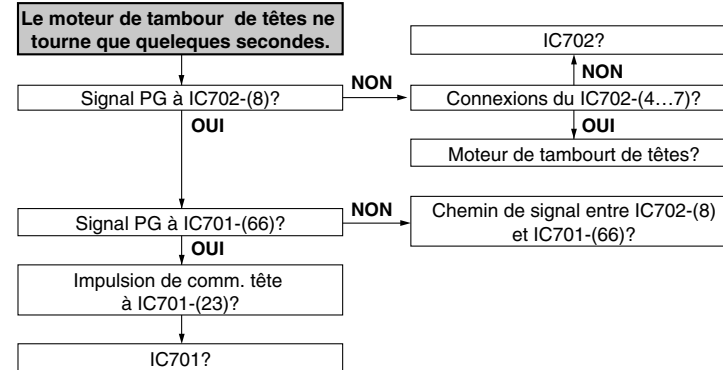 Le moteur de tambour de têtes ne
tourne que queleques secondes.
IC702?
NON
NON
Signal PG à IC702-(8)?
Connexions du IC702-(4...7)?
OUI
OUI
Moteur de tambourt de têtes?
Signal PG à IC701-(66)?
NON
Chemin de signal entre IC702-(8)
et IC701-(66)?
OUI
Impulsion de comm. tête
à IC701-(23)?
IC701?